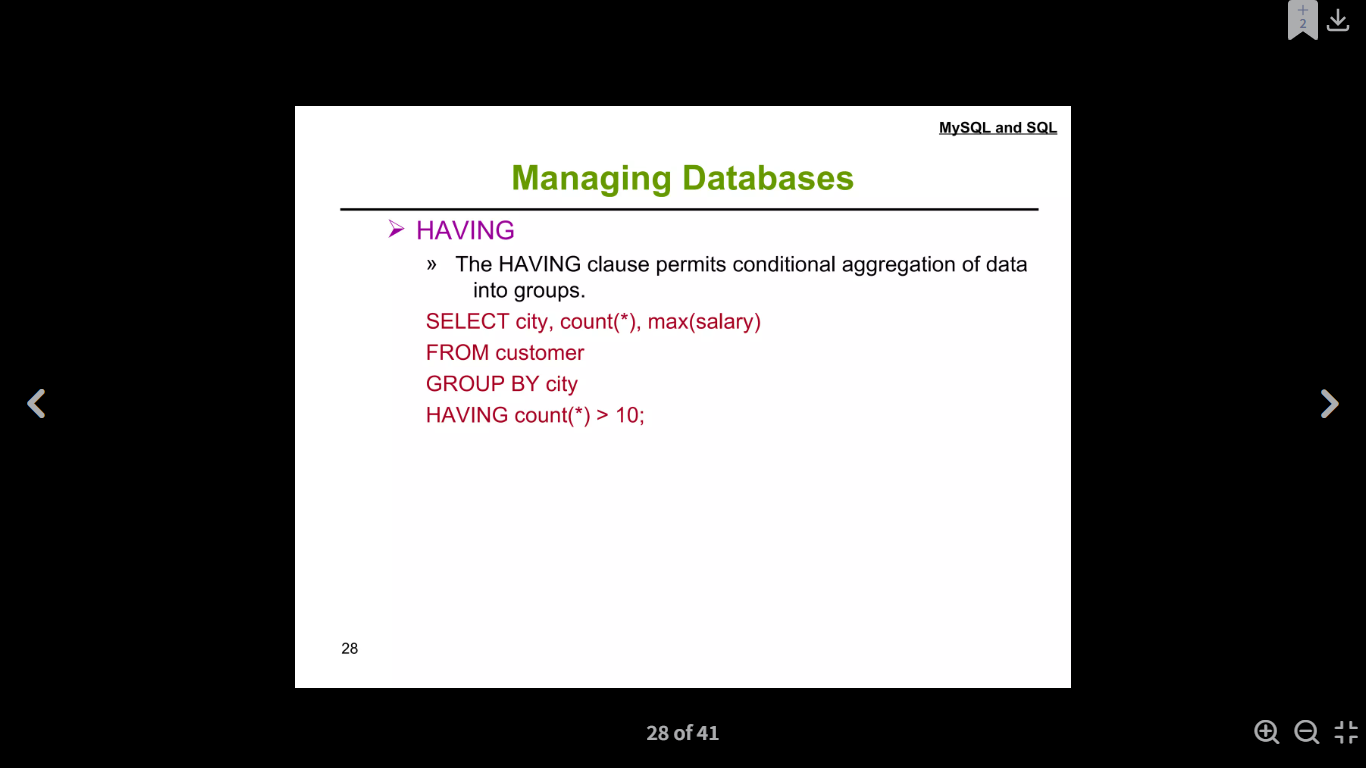 +
2
MySQL and SQL
Managing Databases
➢ HAVING
» The HAVING clause permits conditional aggregation of data
into groups.
SELECT city, count(*), max(salary)
FROM customer
GROUP BY city
HAVING count(*) > 10;
28
28 of 41